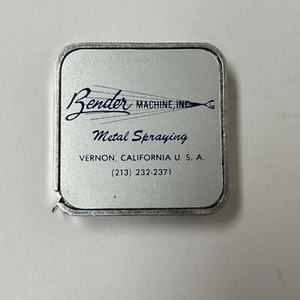 Bender MACHINE, INC.
Metal Spraying
VERNON, CALIFORNIA U. S. A.
(213) 232-2371